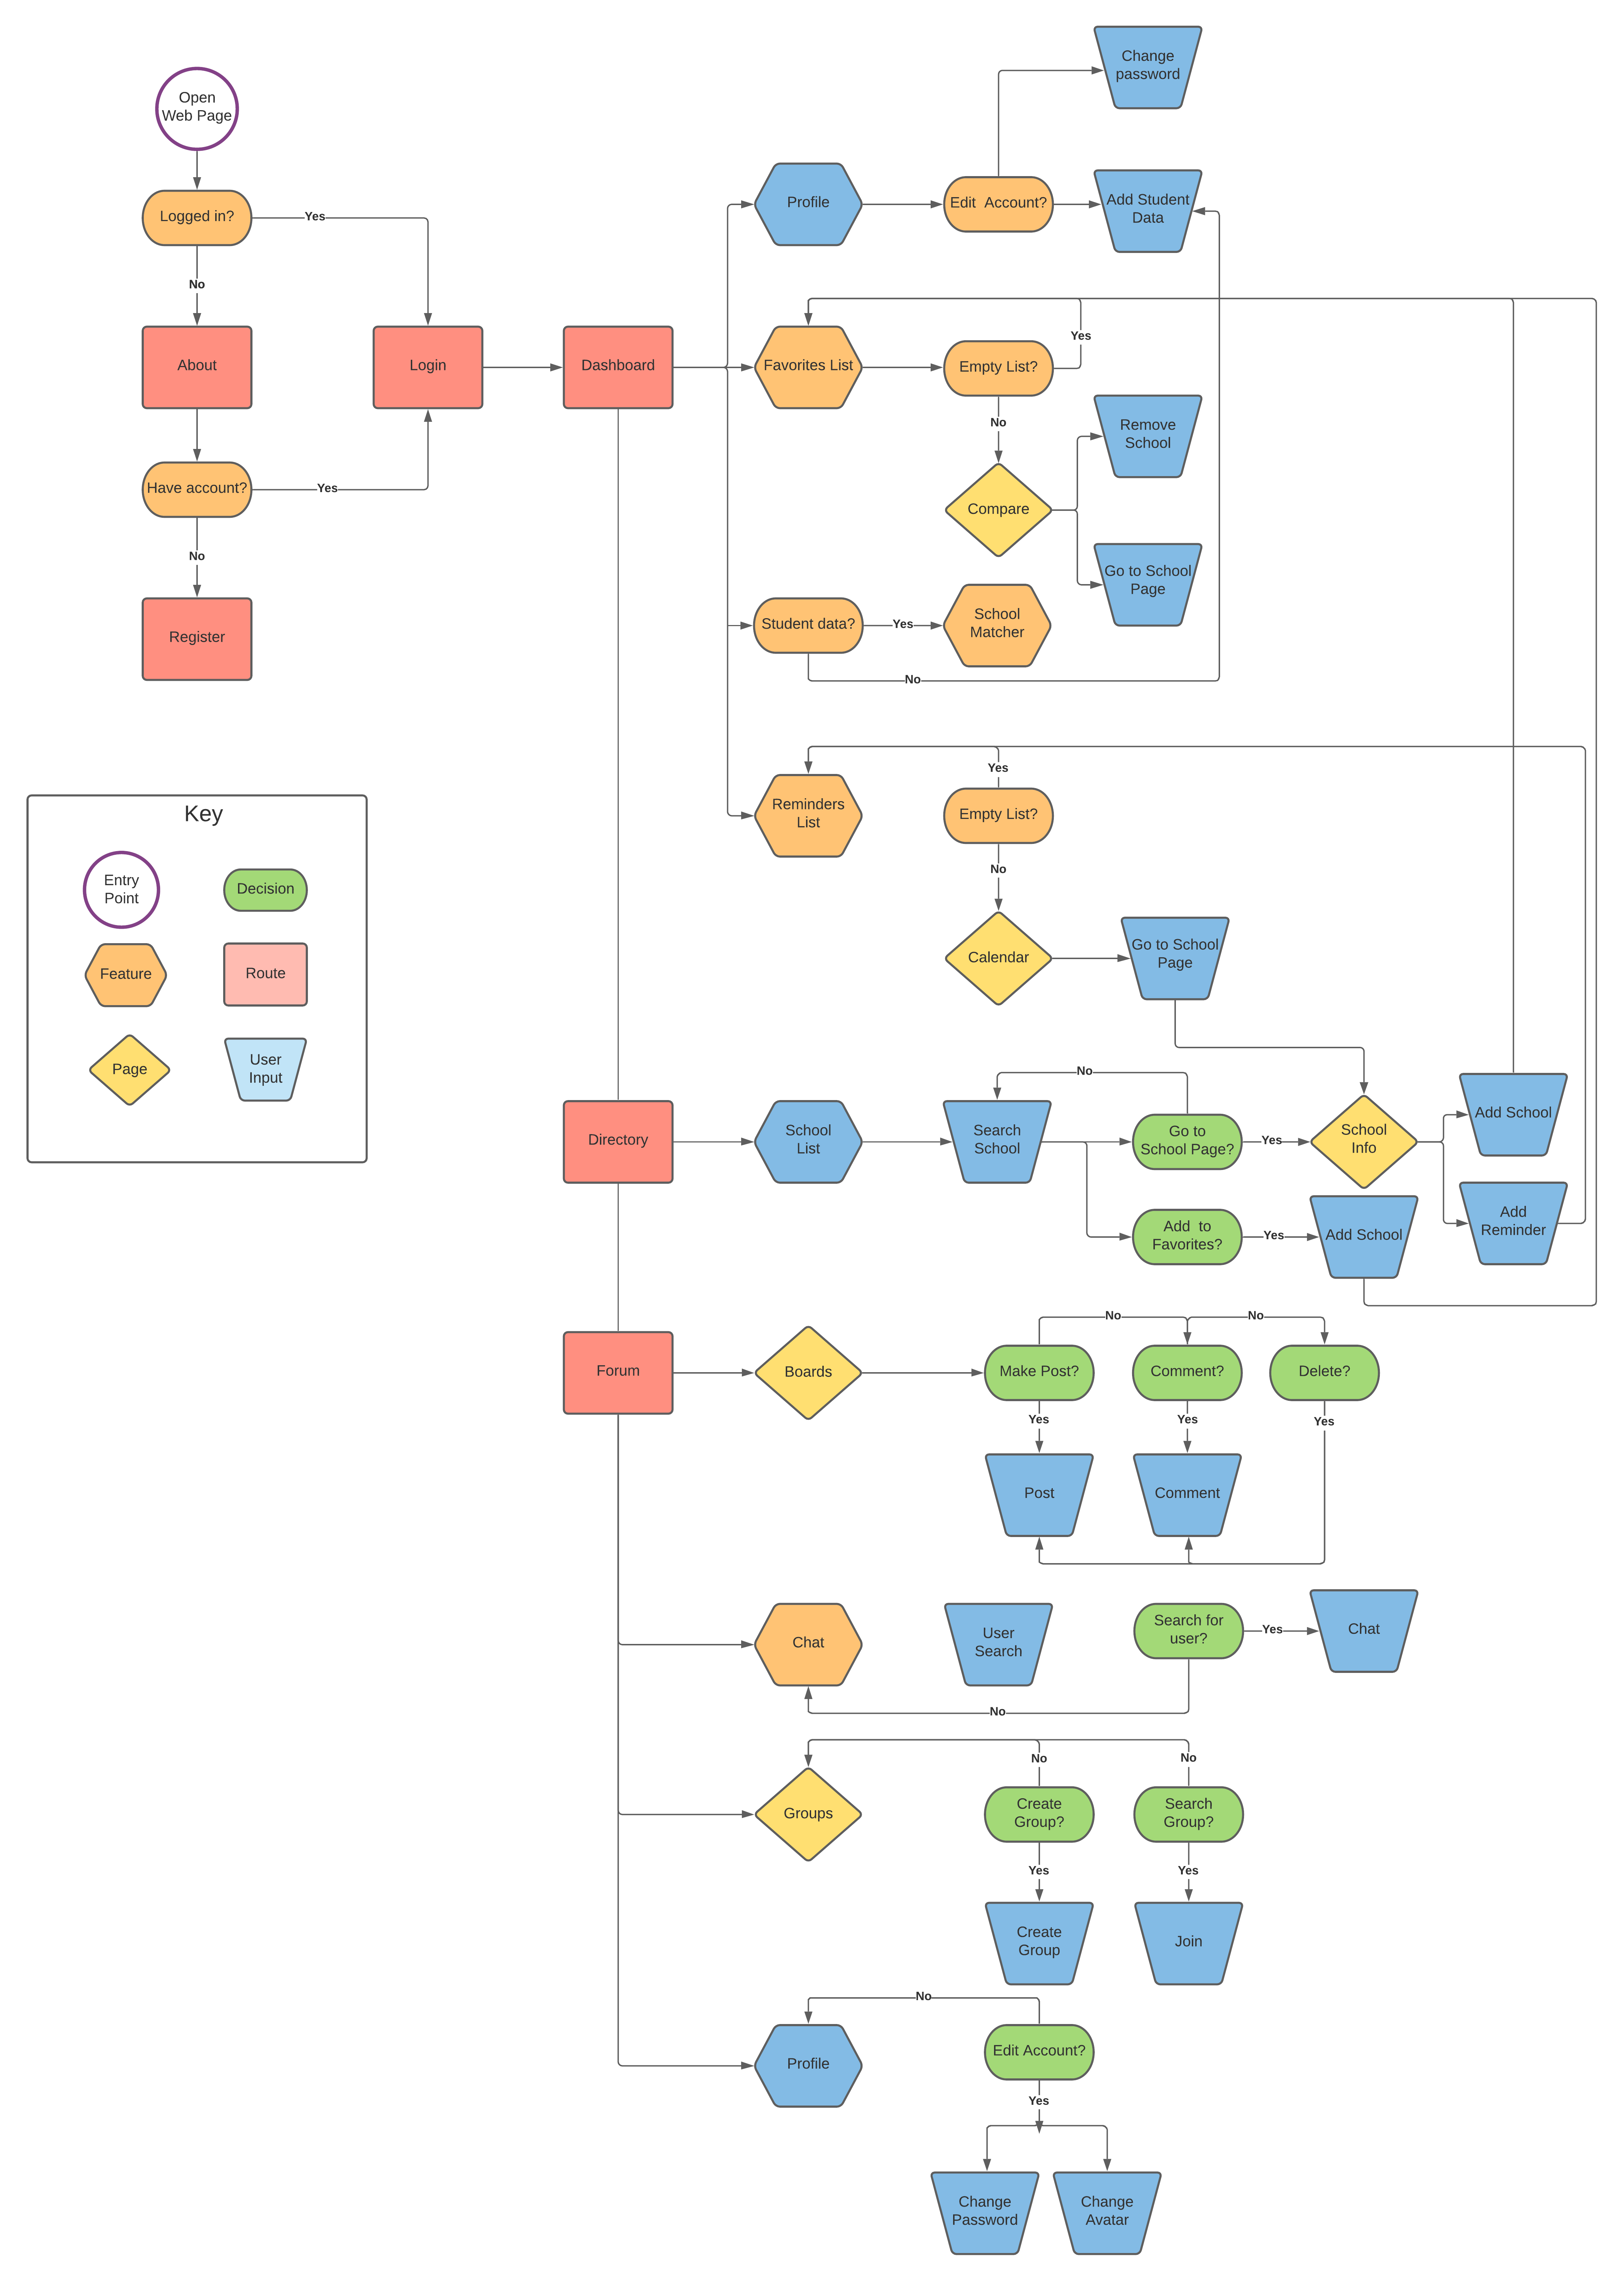 Open
Web Page
Logged in?
Yes
No
About
Login
Have account?
Yes
No
Register
Dashboard
Profile
Edit  Account?
Change
password
Add Student
Data
Favorites List
Empty List?
Yes
No
Compare
Remove
School
Go to School
Page
Student data?
Yes
School
Matcher
No
Reminders
List
Yes
Empty List?
No
Calendar
Go to School
Page
Key
Entry
Point
Decision
Feature
Route
Page
User
Input
Directory
School
List
Search
School
No
Go to
School Page?
Yes
School
Info
Add School
Add
Reminder
Add  to
Favorites?
Yes
Add School
Forum
Boards
Make Post?
No
Comment?
No
Delete?
Yes
Yes
Yes
Post
Comment
Chat
User
Search
Search for
user?
Yes
Chat
No
Groups
No
No
Create
Group?
Search
Group?
Yes
Yes
Create
Group
Join
No
Profile
Edit Account?
Yes
Change
Password
Change
Avatar